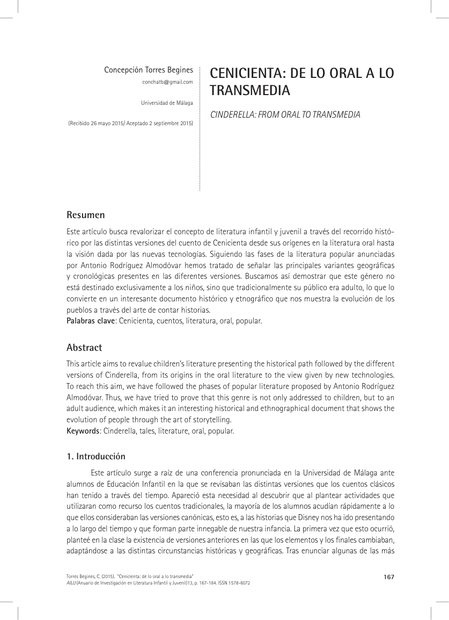 Concepción Torres Begines
conchatb@gmail.com
Universidad de Málaga
(Recibido 26 mayo 2015/ Aceptado 2 septiembre 2015)
CENICIENTA: DE LO ORAL A LO
TRANSMEDIA
CINDERELLA: FROM ORAL TO TRANSMEDIA
Resumen
Este artículo busca revalorizar el concepto de literatura infantil y juvenil a través del recorrido histó-
rico por las distintas versiones del cuento de Cenicienta desde sus orígenes en la literatura oral hasta
la visión dada por las nuevas tecnologías. Siguiendo las fases de la literatura popular anunciadas
por Antonio Rodríguez Almodóvar hemos tratado de señalar las principales variantes geográficas
y cronológicas presentes en las diferentes versiones. Buscamos así demostrar que este género no
está destinado exclusivamente a los niños, sino que tradicionalmente su público era adulto, lo que lo
convierte en un interesante documento histórico y etnográfico que nos muestra la evolución de los
pueblos a través del arte de contar historias.
Palabras clave: Cenicienta, cuentos, literatura, oral, popular.
Abstract
This article aims to revalue children's literature presenting the historical path followed by the different
versions of Cinderella, from its origins in the oral literature to the view given by new technologies.
To reach this aim, we have followed the phases of popular literature proposed by Antonio Rodríguez
Almodóvar. Thus, we have tried to prove that this genre is not only addressed to children, but to an
adult audience, which makes it an interesting historical and ethnographical document that shows the
evolution of people through the art of storytelling.
Keywords: Cinderella, tales, literature, oral, popular.
1. Introducción
Este artículo surge a raíz de una conferencia pronunciada en la Universidad de Málaga ante
alumnos de Educación Infantil en la que se revisaban las distintas versiones que los cuentos clásicos
han tenido a través del tiempo. Apareció esta necesidad al descubrir que al plantear actividades que
utilizaran como recurso los cuentos tradicionales, la mayoría de los alumnos acudían rápidamente a lo
que ellos consideraban las versiones canónicas, esto es, a las historias que Disney nos ha ido presentando
a lo largo del tiempo y que forman parte innegable de nuestra infancia. La primera vez que esto ocurrió,
planteé en la clase la existencia de versiones anteriores en las que los elementos y los finales cambiaban,
adaptándose a las distintas circunstancias históricas y geográficas. Tras enunciar algunas de las más
Torres Begines, C. (2015). "Cenicienta: de lo oral a lo transmedia"
AILIJ (Anuario de Investigación en Literatura Infantil y Juvenil)13, p. 167-184. ISSN 1578-6072
167